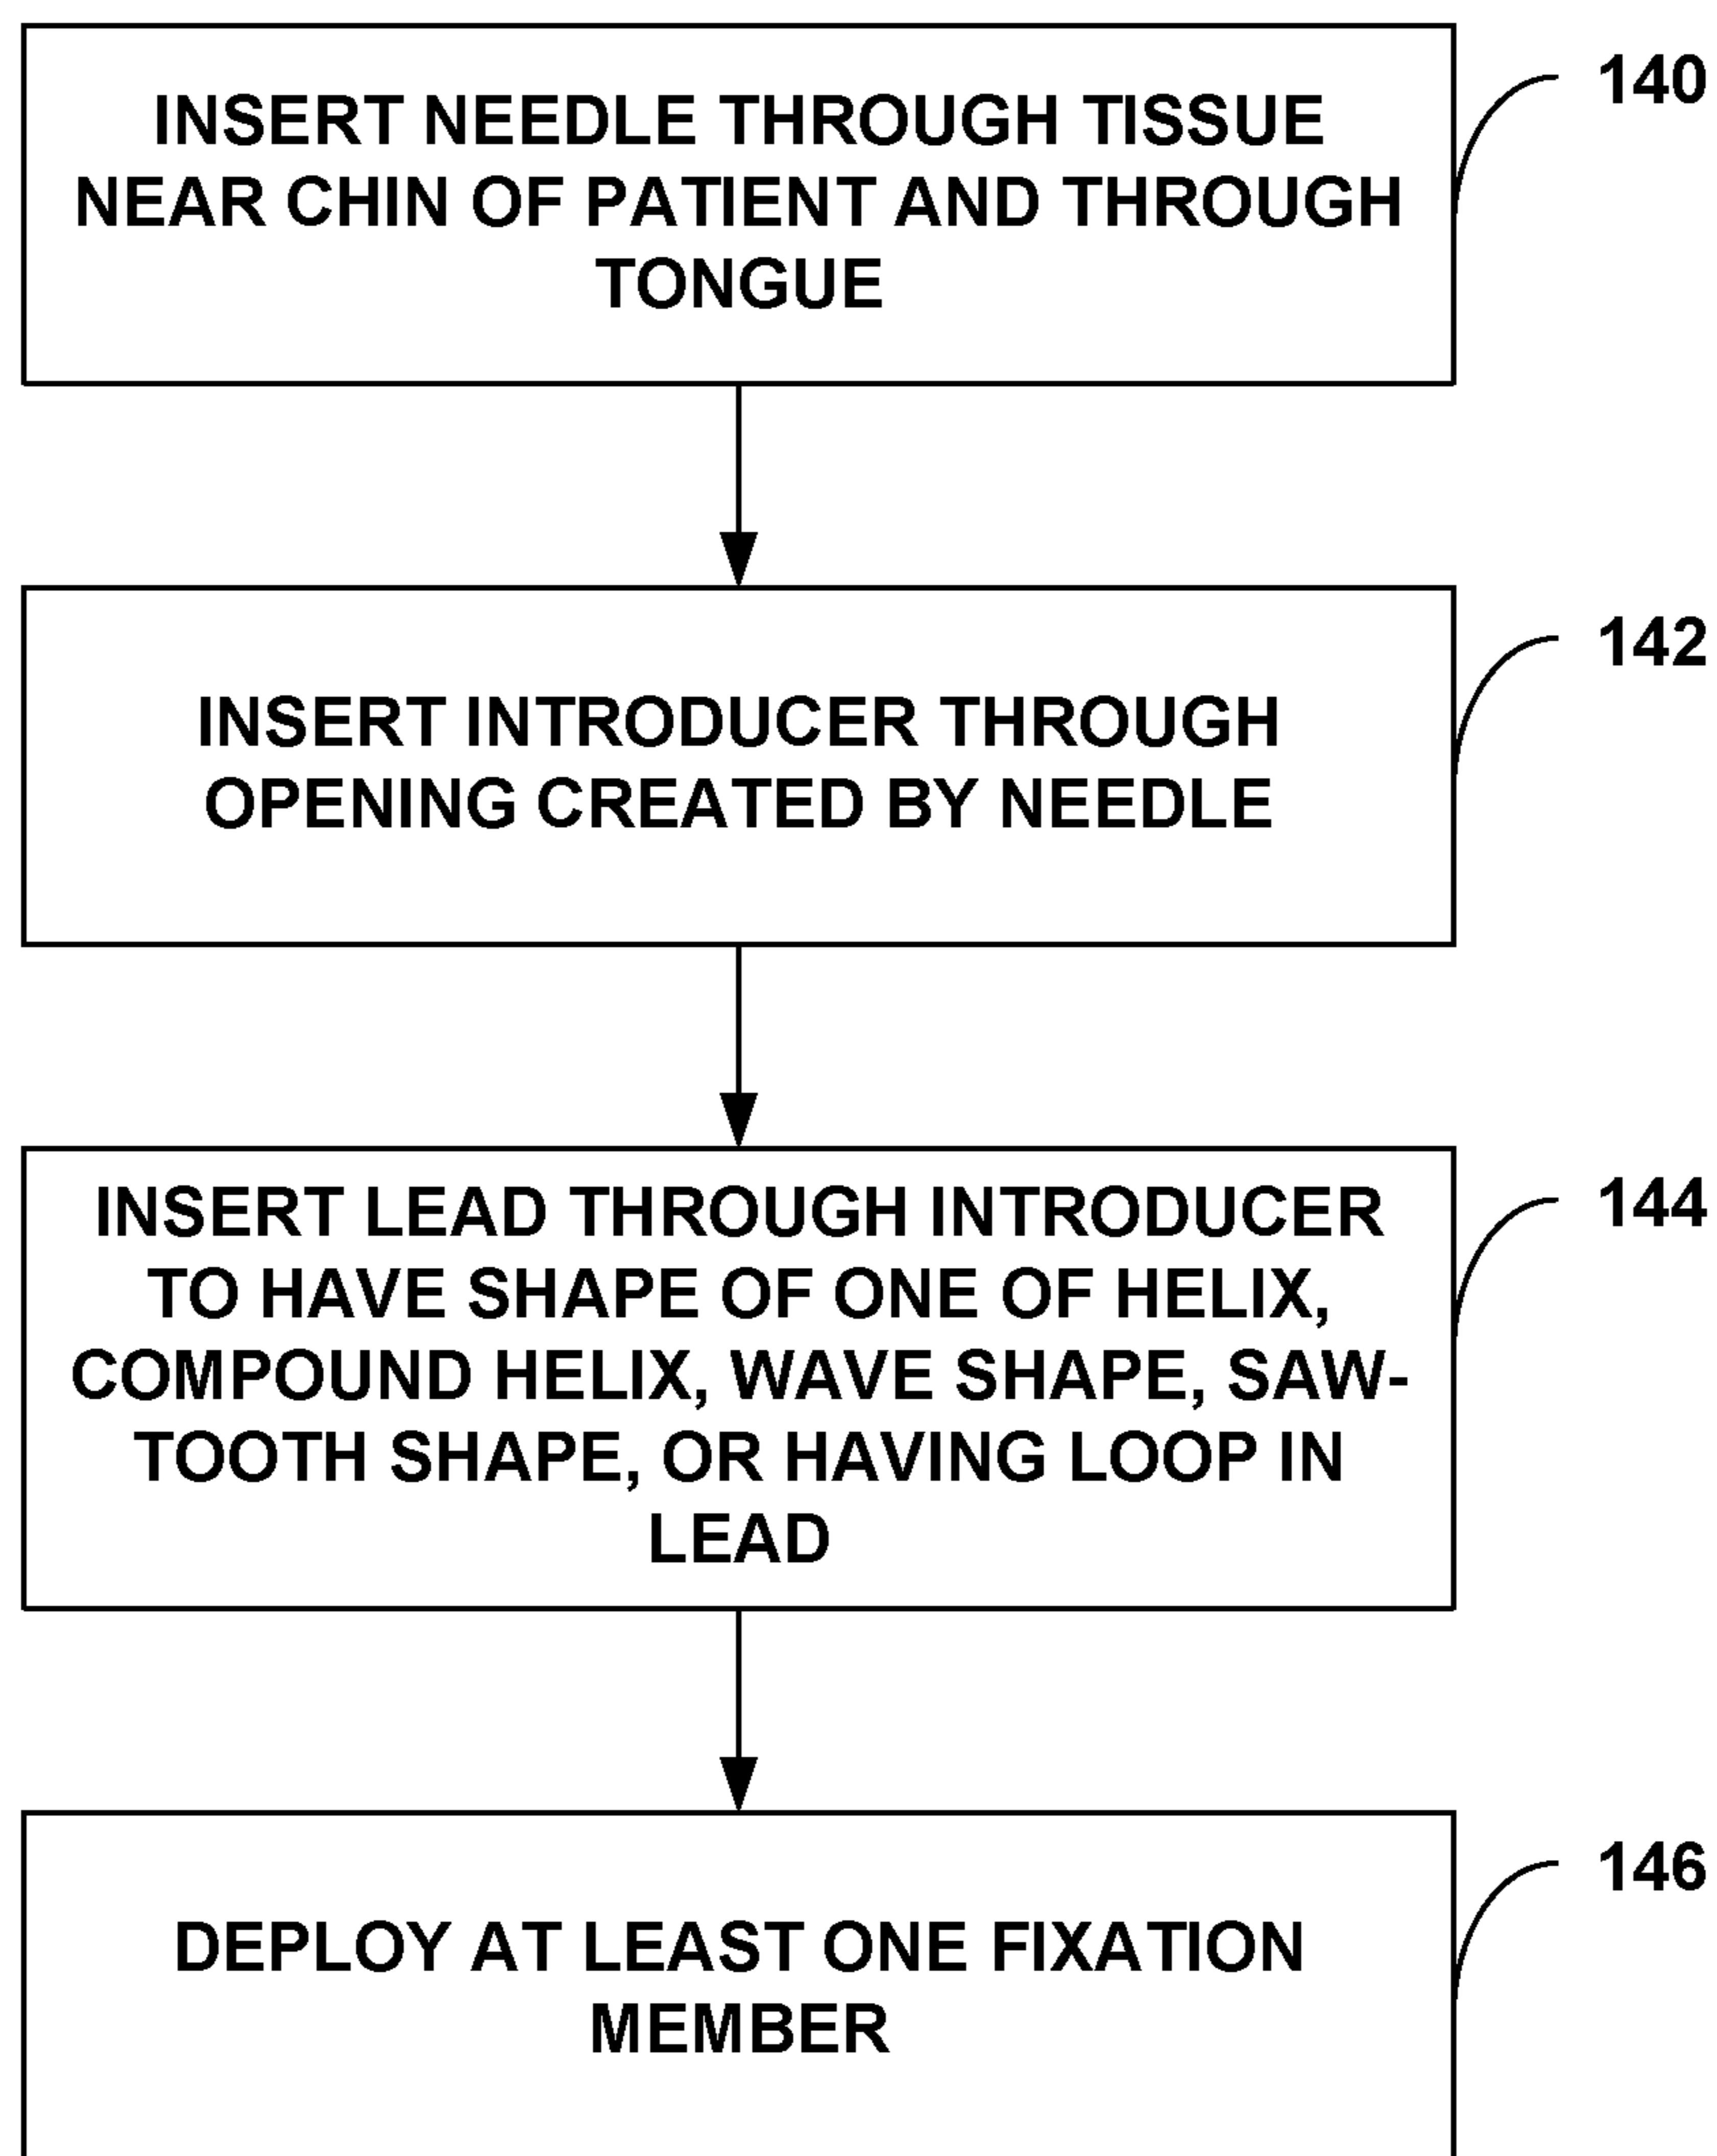 INSERT NEEDLE THROUGH TISSUE
NEAR CHIN OF PATIENT AND THROUGH
TONGUE
140
INSERT INTRODUCER THROUGH
OPENING CREATED BY NEEDLE
142
INSERT LEAD THROUGH INTRODUCER
TO HAVE SHAPE OF ONE OF HELIX,
COMPOUND HELIX, WAVE SHAPE, SAW-
TOOTH SHAPE, OR HAVING LOOP IN
LEAD
144
DEPLOY AT LEAST ONE FIXATION
MEMBER
146